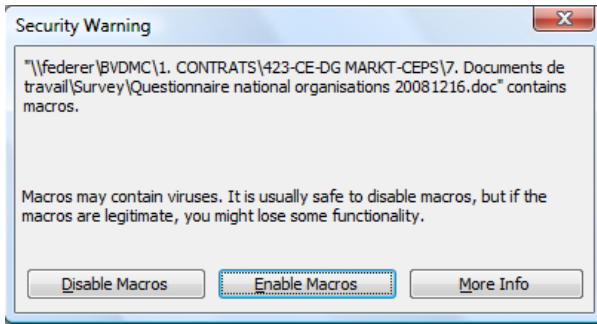 Security Warning
"\\federer\BVDMC\1. CONTRATS\423-CE-DG MARKT-CEPS\7. Documents de
travail\Survey\Questionnaire national organisations 20081216.doc" contains
macros.
Macros may contain viruses. It is usually safe to disable macros, but if the
macros are legitimate, you might lose some functionality.
Disable Macros Enable Macros More Info